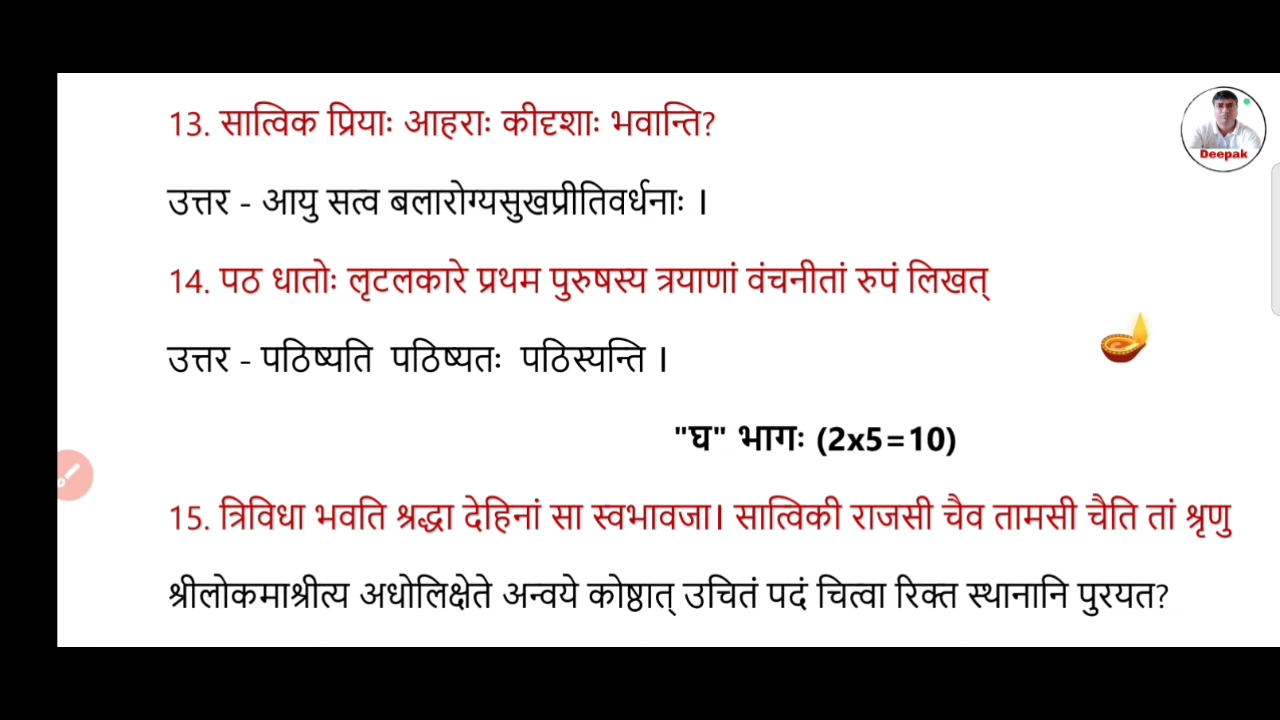 13. सात्विक प्रियाः आहराः कीदृशाः भवान्ति?
Deepak
उत्तर - आयु सत्व बलारोग्यसुखप्रीतिवर्धनाः ।
14. पठ धातोः लृटलकारे प्रथम पुरुषस्य त्रयाणां वंचनीतां रुपं लिखत्
उत्तर - पठिष्यति पठिष्यतः पठिस्यन्ति ।
"घ" भागः (2x5=10)
15. त्रिविधा भवति श्रद्धा देहिनां सा स्वभावजा। सात्विकी राजसी चैव तामसी चैति तां श्रृणु
श्रीलोकमाश्रीत्य अधोलिक्षेते अन्वये कोष्ठात् उचितं पदं चित्वा रिक्त स्थानानि पुरयत?